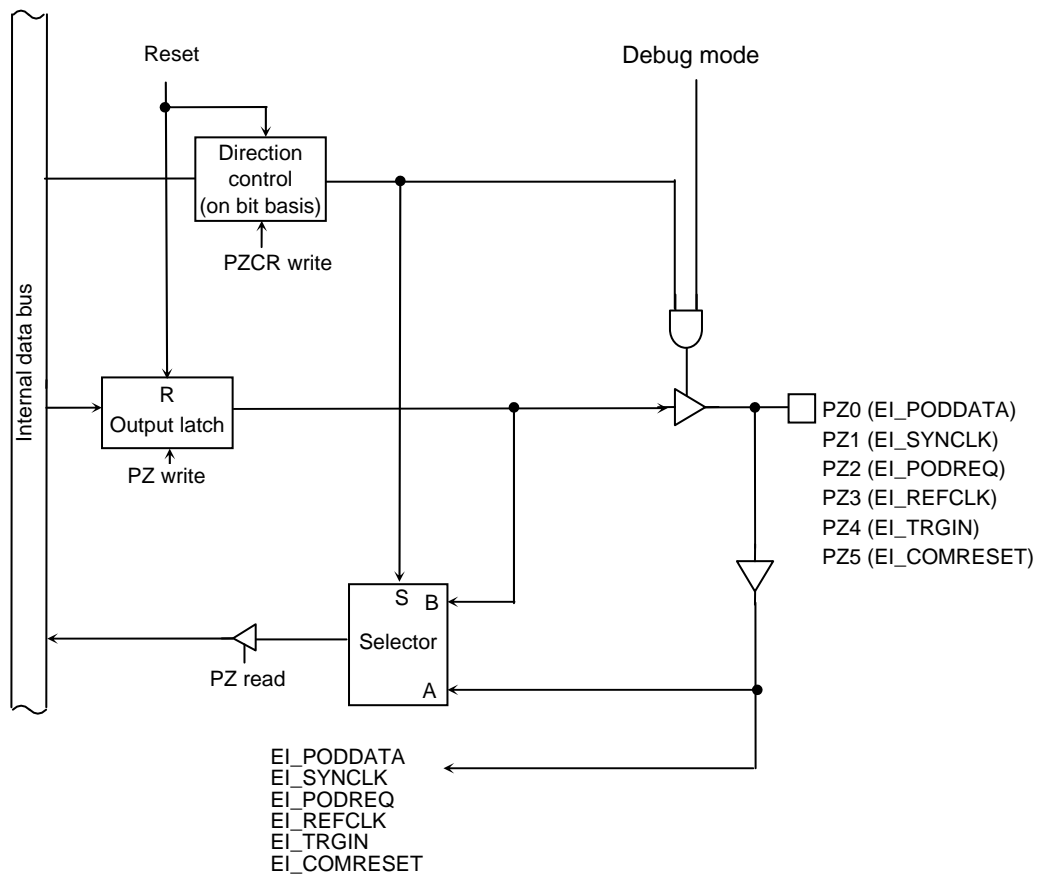 Reset
Debug mode
Direction
control
(on bit basis)
PZCR write
Internal data bus
R
Output latch
PZ write
PZ0 (EI_PODDATA)
PZ1 (EI_SYNCLK)
PZ2 (EI_PODREQ)
PZ3 (EI_REFCLK)
PZ4 (EI_TRGIN)
PZ5 (EI_COMRESET)
S
B
Selector
A
PZ read
EI_PODDATA
EI_SYNCLK
EI_PODREQ
EI_REFCLK
EI_TRGIN
EI_COMRESET